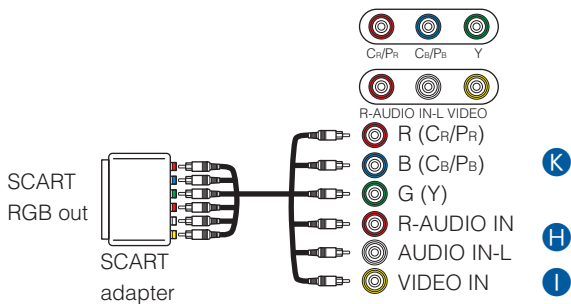 CR/PR CB/PB Y
R-AUDIO IN-L VIDEO
R (CR/PR)
B (CB/PB)
K
G (Y)
SCART
RGB out
R-AUDIO IN
H
AUDIO IN-L
SCART
adapter
VIDEO IN
I